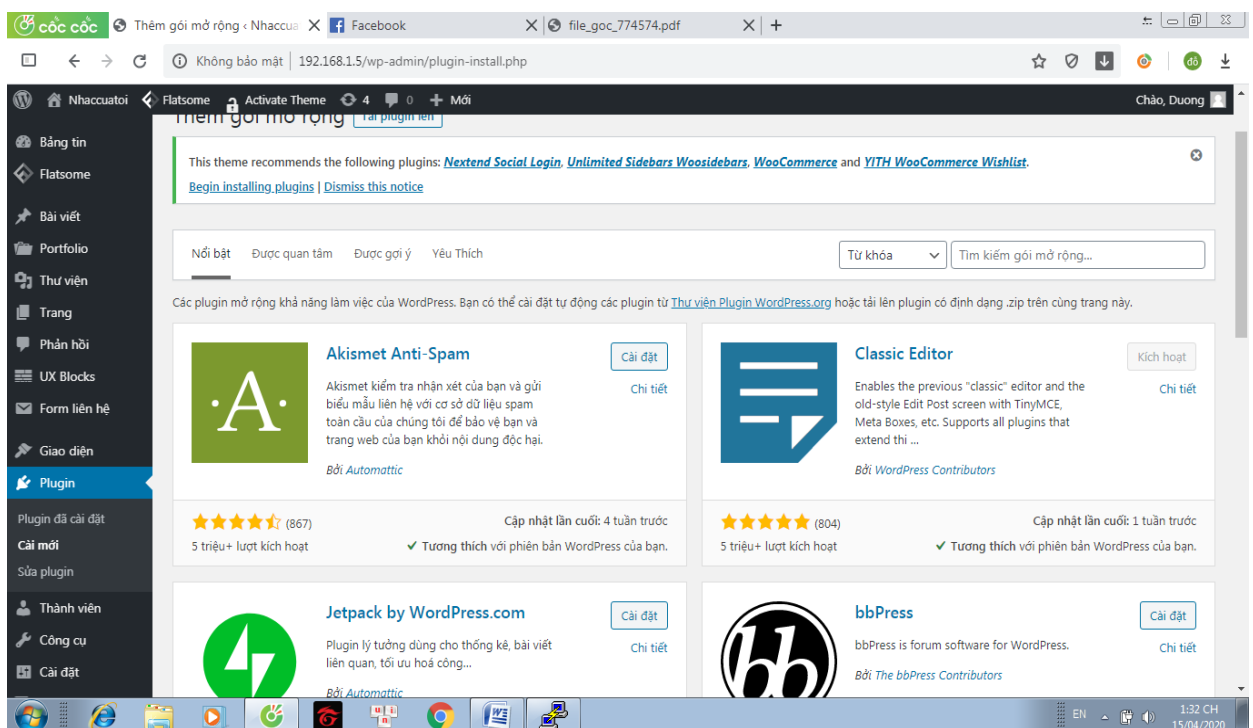 cốc cốc Thêm gói mở rộng ‹ Nhaccua Facebook file_goc_774574.pdf
Không bảo mật 192.168.1.5/wp-admin/plugin-install.php đô
Nhaccuatoi Flatsome Activate Theme 4 0 Mới Chào, Duong
Thêm gói mở rộng Tải plugin lên
Bảng tin
Flatsome
Bài viết
Portfolio
Thư viện
Trang
Phản hồi
UX Blocks
Form liên hệ
Giao diện
Plugin
Plugin đã cài đặt
Cài mới
Sửa plugin
Thành viên
Công cụ
Cài đặt
This theme recommends the following plugins: Nextend Social Login, Unlimited Sidebars Woosidebars, WooCommerce and YITH WooCommerce Wishlist.
Begin installing plugins | Dismiss this notice
Nổi bật Được quan tâm Được gợi ý Yêu Thích Từ khóa Tìm kiếm gói mở rộng...
Các plugin mở rộng khả năng làm việc của WordPress. Bạn có thể cài đặt tự động các plugin từ Thư viện Plugin WordPress.org hoặc tải lên plugin có định dạng .zip trên cùng trang này.
·A·
Akismet Anti-Spam
Cài đặt
Chi tiết
Akismet kiểm tra nhận xét của bạn và gửi
biểu mẫu liên hệ với cơ sở dữ liệu spam
toàn cầu của chúng tôi để bảo vệ bạn và
trang web của bạn khỏi nội dung độc hại.
Bởi Automattic
(867)
Cập nhật lần cuối: 4 tuần trước
5 triệu+ lượt kích hoạt
✔ Tương thích với phiên bản WordPress của bạn.
Classic Editor
Kích hoạt
Chi tiết
Enables the previous "classic" editor and the
old-style Edit Post screen with TinyMCE,
Meta Boxes, etc. Supports all plugins that
extend thi ...
Bởi WordPress Contributors
(804)
Cập nhật lần cuối: 1 tuần trước
5 triệu+ lượt kích hoạt
✔ Tương thích với phiên bản WordPress của bạn.
Jetpack by WordPress.com
Cài đặt
Chi tiết
Plugin lý tưởng dùng cho thống kê, bài viết
liên quan, tối ưu hoá công...
Bởi Automattic
bb
bbPress
Cài đặt
Chi tiết
bbPress is forum software for WordPress.
Bởi The bbPress Contributors
EN 1:32 CH
15/04/2020